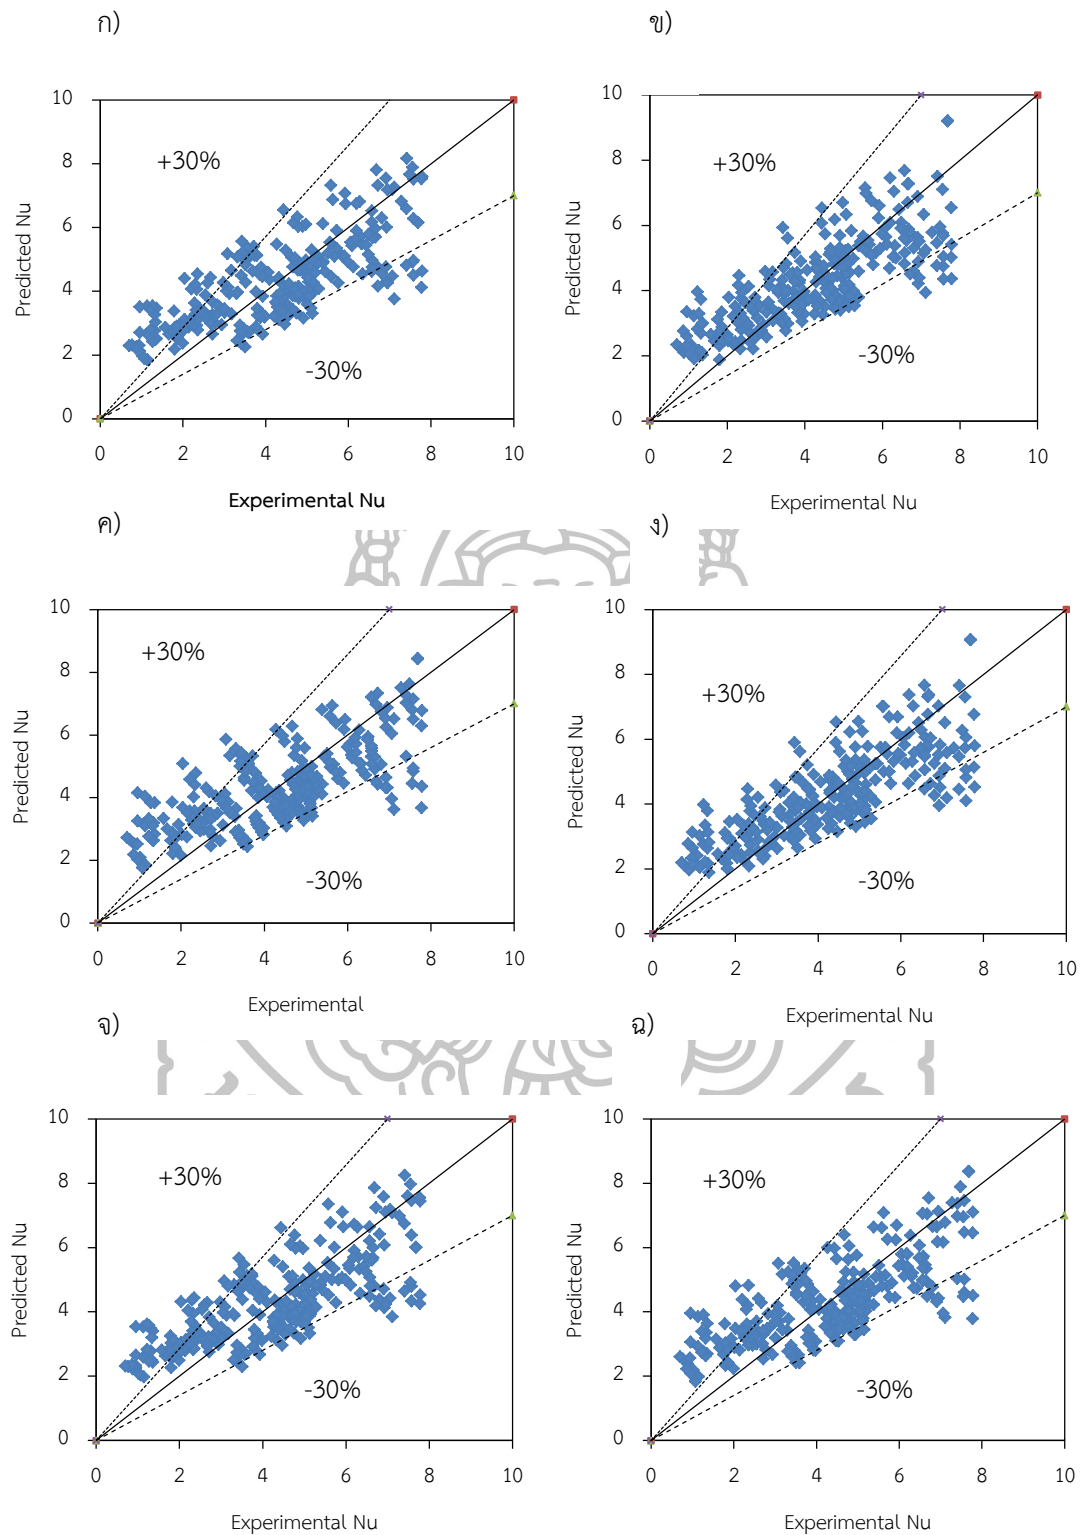 ก)
10
8
6
4
2
0
Predicted Nu
+30%
-30%
0 2 4 6 8 10
Experimental Nu
ข)
10
8
6
4
2
0
Predicted Nu
+30%
-30%
0 2 4 6 8 10
Experimental Nu
ค)
10
8
6
4
2
0
Predicted Nu
+30%
-30%
0 2 4 6 8 10
Experimental
ง)
10
8
6
4
2
0
Predicted Nu
+30%
-30%
0 2 4 6 8 10
Experimental Nu
จ)
10
8
6
4
2
0
Predicted Nu
+30%
-30%
0 2 4 6 8 10
Experimental Nu
ฉ)
10
8
6
4
2
0
Predicted Nu
+30%
-30%
0 2 4 6 8 10
Experimental Nu